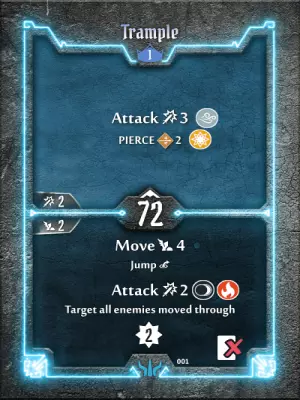 Trample
1
Attack 3
PIERCE 2
2
72
2
Move 4
Jump
Attack 2
Target all enemies moved through
2
001